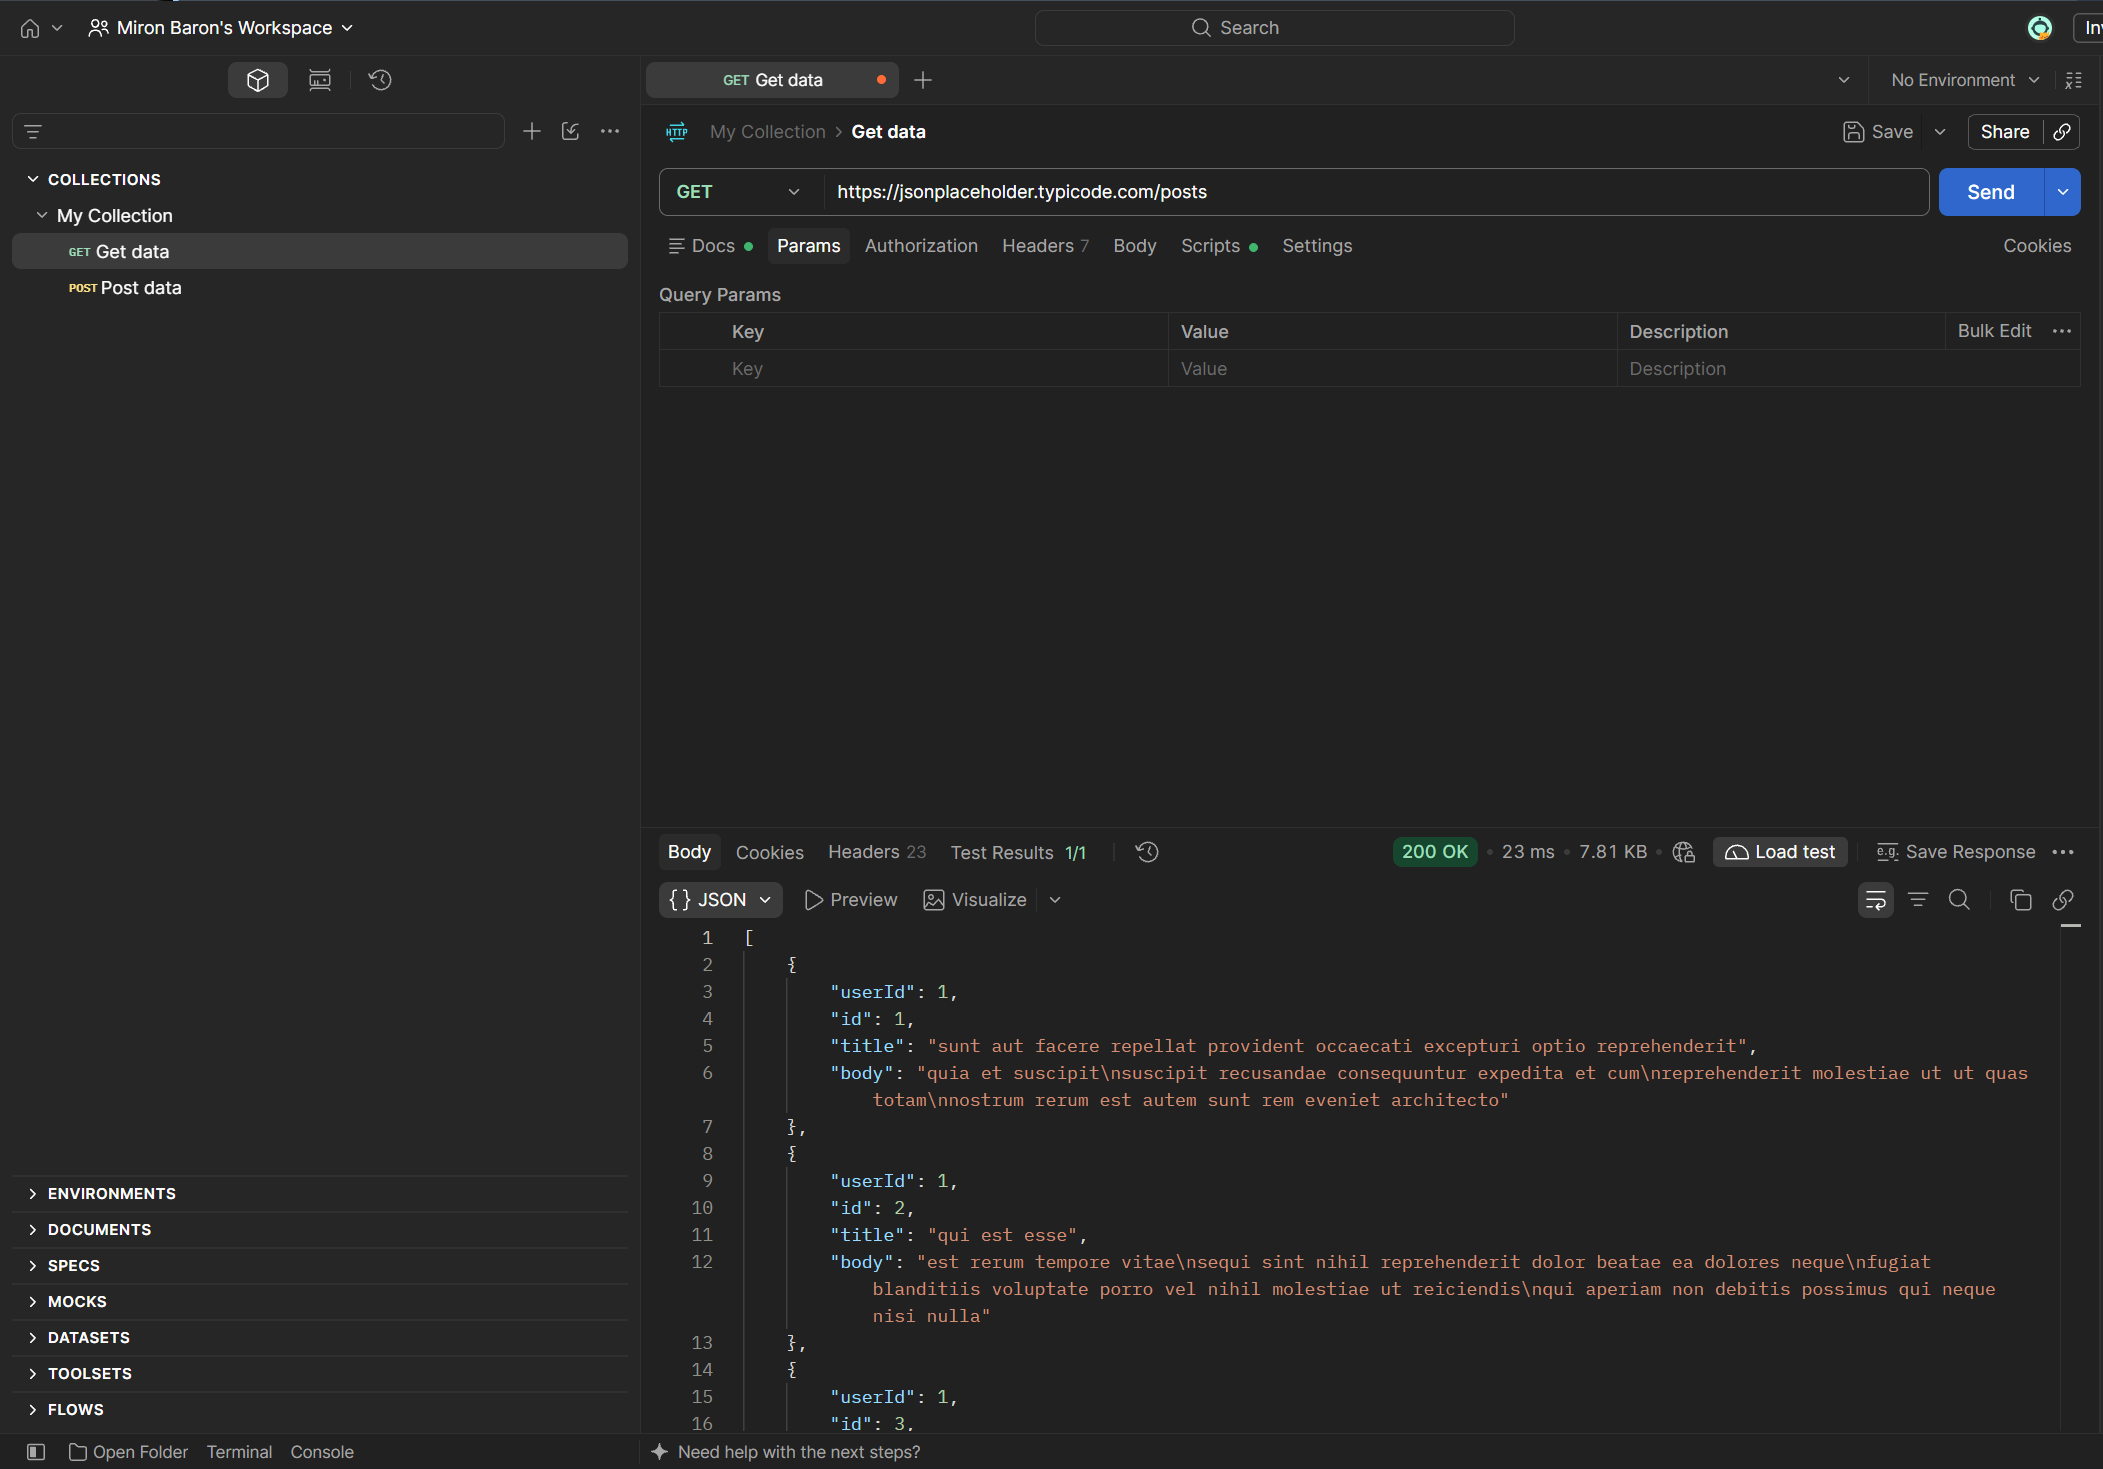 Miron Baron's Workspace
Search
In
GET Get data
No Environment
HTTP My Collection > Get data
Save
Share
COLLECTIONS
My Collection
GET Get data
POST Post data
GET
https://jsonplaceholder.typicode.com/posts
Send
Docs
Params
Authorization
Headers 7
Body
Scripts
Settings
Cookies
Query Params
Key
Value
Description
Bulk Edit
Key
Value
Description
Body
Cookies
Headers 23
Test Results 1/1
200 OK
23 ms
7.81 KB
Load test
e.g. Save Response
{} JSON
Preview
Visualize
1 [
2 {
3 "userId": 1,
4 "id": 1,
5 "title": "sunt aut facere repellat provident occaecati excepturi optio reprehenderit",
6 "body": "quia et suscipit\nsuscipit recusandae consequuntur expedita et cum\nreprehenderit molestiae ut ut quas
totam\nnostrum rerum est autem sunt rem eveniet architecto"
7 },
8 {
9 "userId": 1,
10 "id": 2,
11 "title": "qui est esse",
12 "body": "est rerum tempore vitae\nsequi sint nihil reprehenderit dolor beatae ea dolores neque\nfugiat
blanditiis voluptate porro vel nihil molestiae ut reiciendis\nqui aperiam non debitis possimus qui neque
nisi nulla"
13 },
14 {
15 "userId": 1,
16 "id": 3,
ENVIRONMENTS
DOCUMENTS
SPECS
MOCKS
DATASETS
TOOLSETS
FLOWS
Open Folder
Terminal
Console
Need help with the next steps?